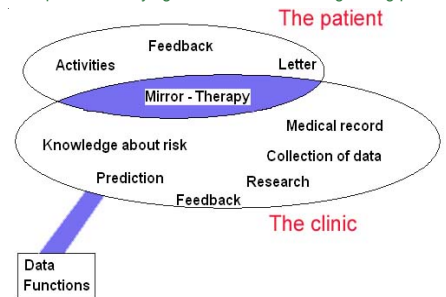 The patient
Feedback
Activities
Letter
Mirror - Therapy
Medical record
Knowledge about risk
Collection of data
Prediction
Research
Feedback
The clinic
Data
Functions